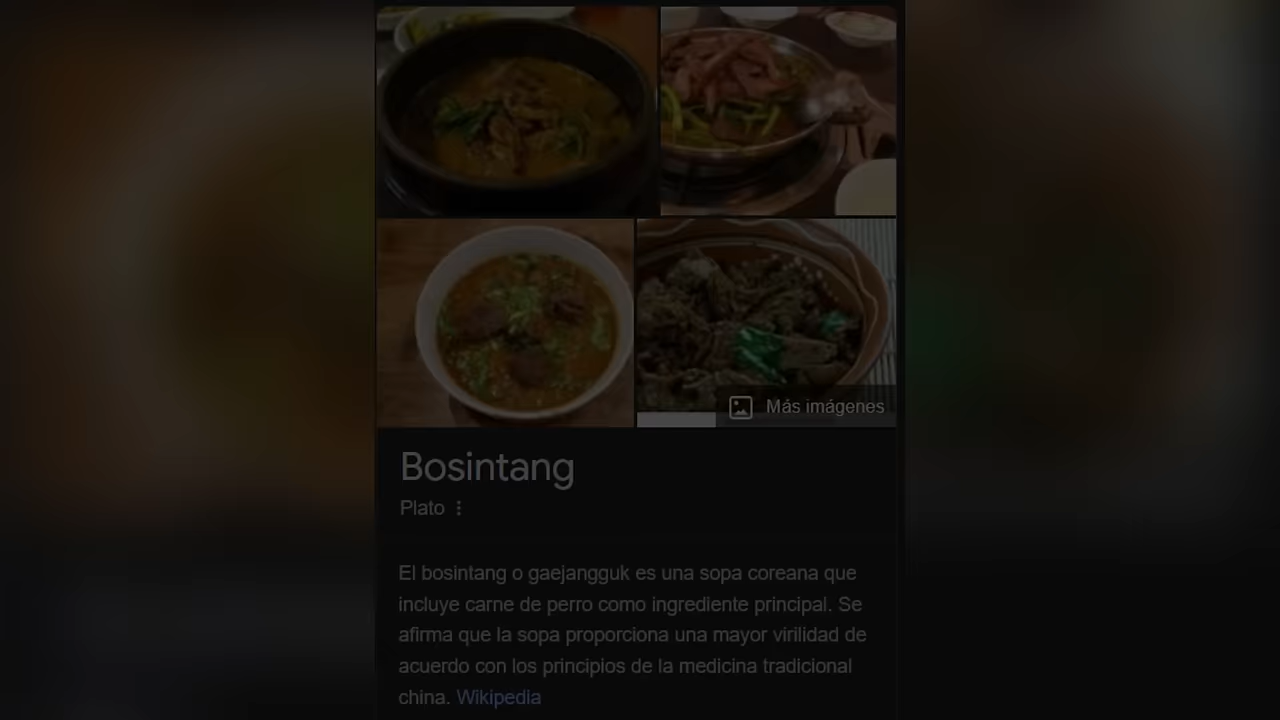 Más imágenes
Bosintang
Plato
El bosintang o gaejangguk es una sopa coreana que
incluye carne de perro como ingrediente principal. Se
afirma que la sopa proporciona una mayor virilidad de
acuerdo con los principios de la medicina tradicional
china. Wikipedia